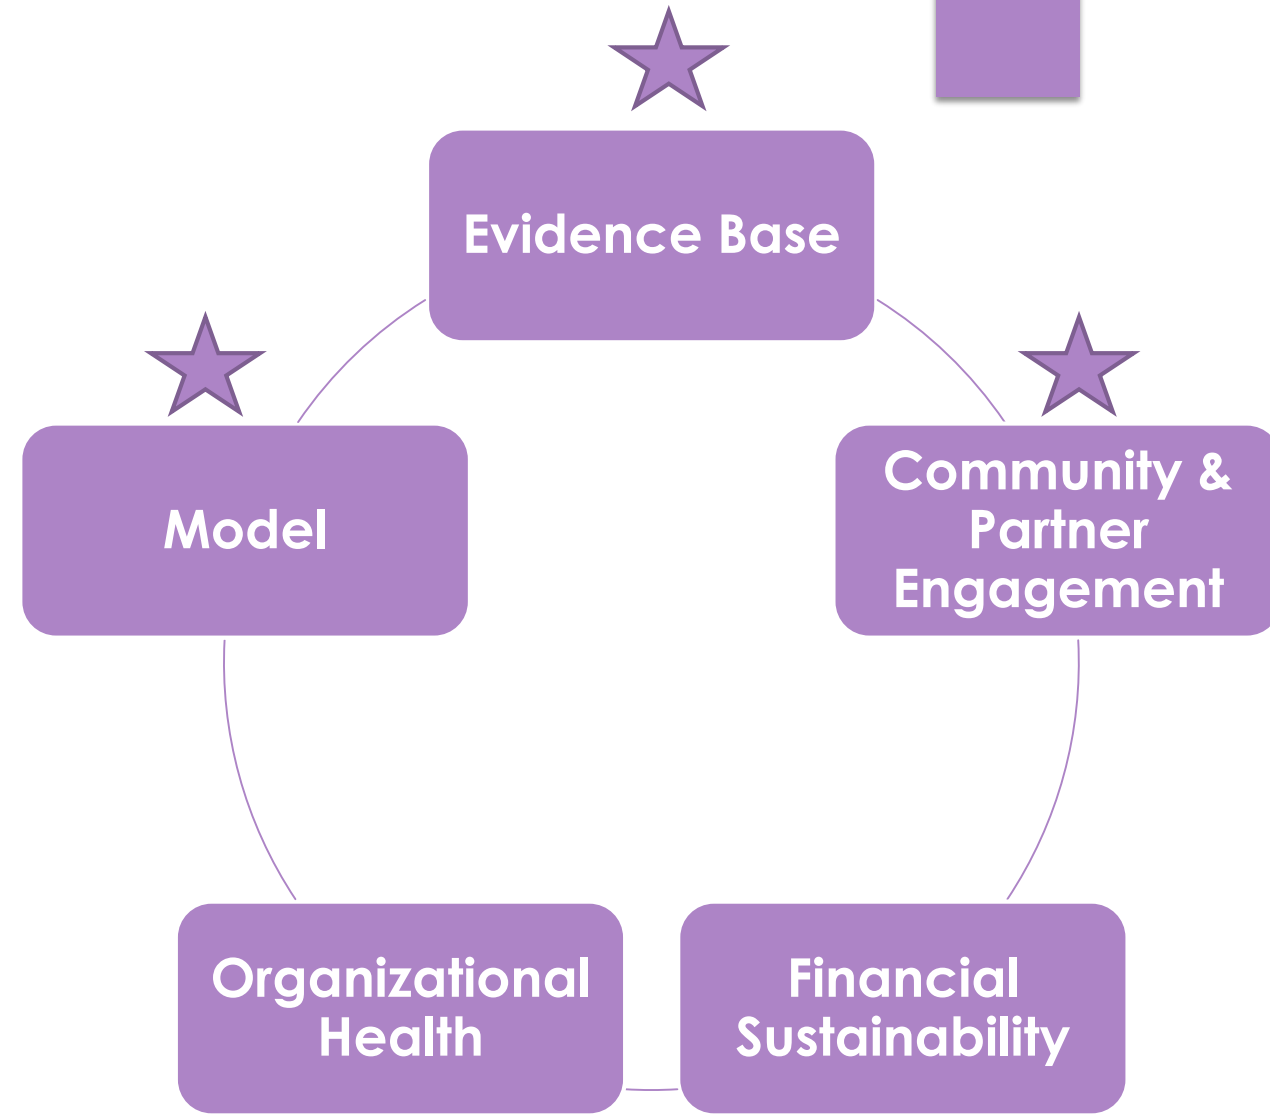 Evidence Base
Model
Community &
Partner
Engagement
Organizational
Health
Financial
Sustainability